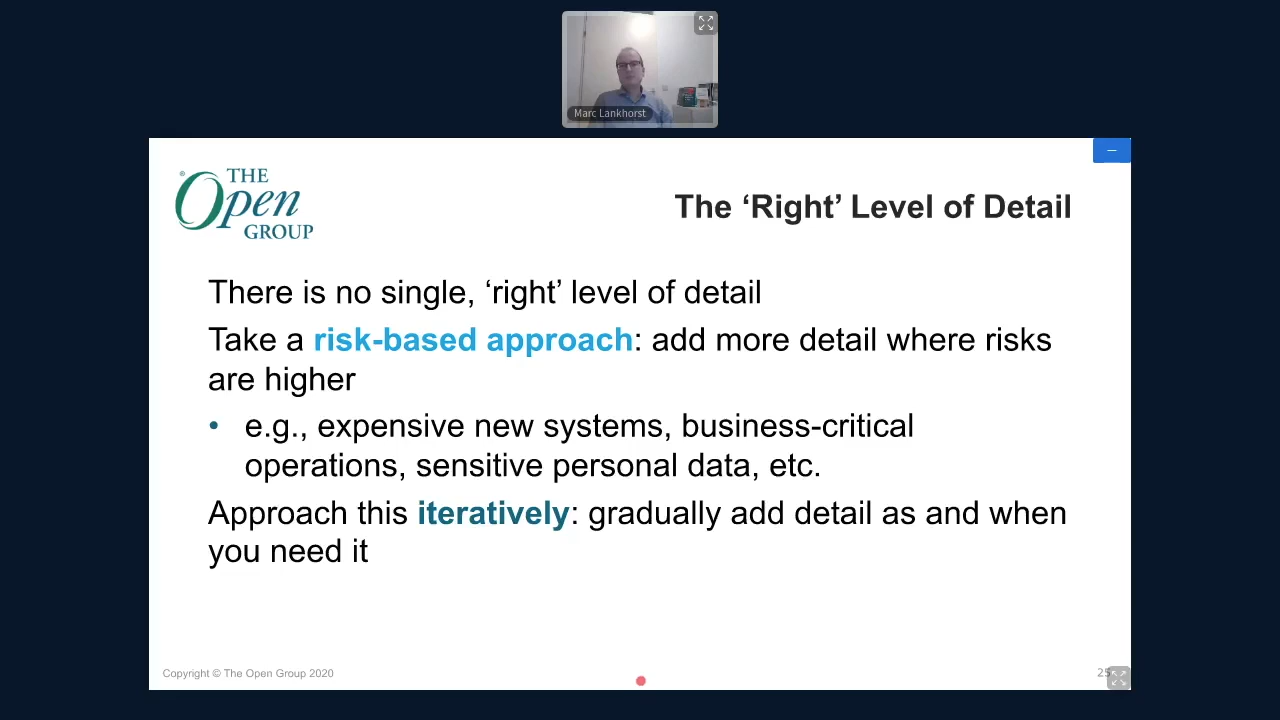 Marc Lankhorst
THE
Open
GROUP
®
The ‘Right’ Level of Detail
There is no single, ‘right’ level of detail
Take a risk-based approach: add more detail where risks
are higher
• e.g., expensive new systems, business-critical
operations, sensitive personal data, etc.
Approach this iteratively: gradually add detail as and when
you need it
Copyright © The Open Group 2020
25